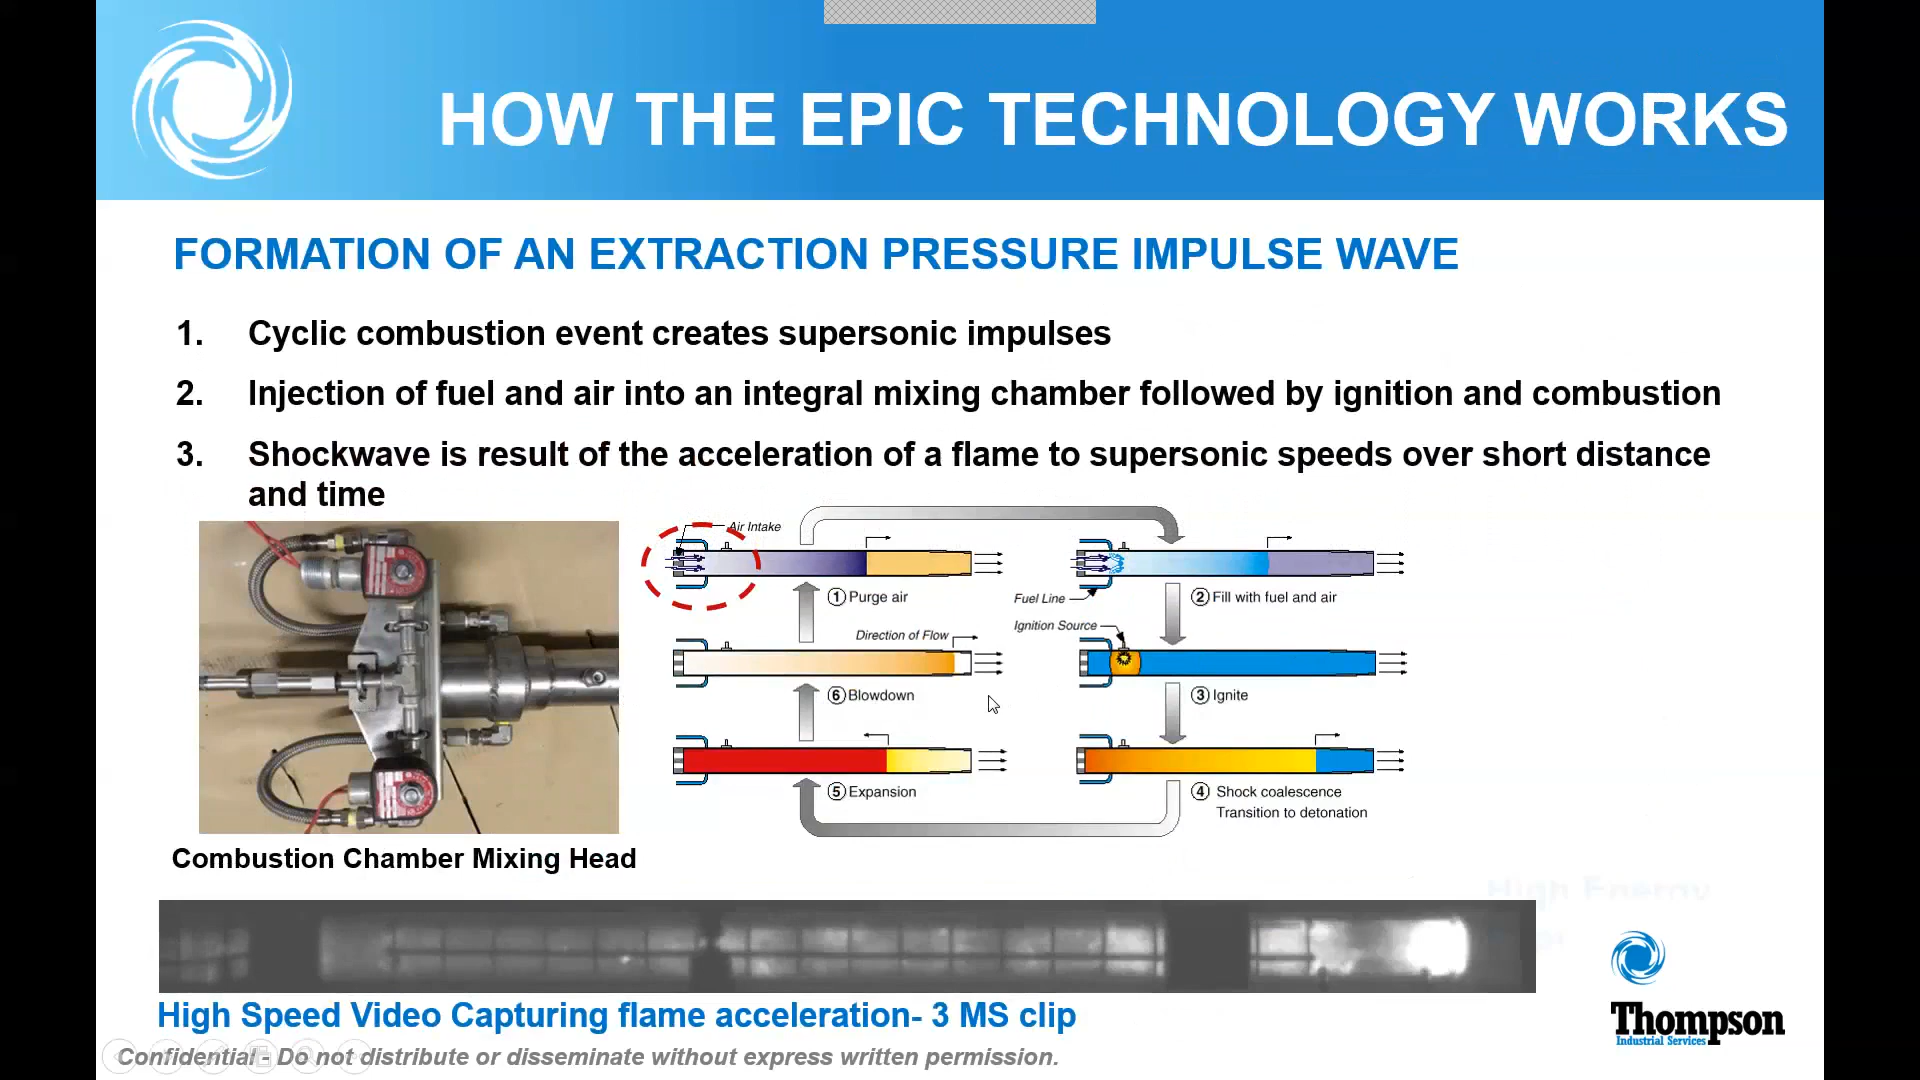 HOW THE EPIC TECHNOLOGY WORKS
FORMATION OF AN EXTRACTION PRESSURE IMPULSE WAVE
1. Cyclic combustion event creates supersonic impulses
2. Injection of fuel and air into an integral mixing chamber followed by ignition and combustion
3. Shockwave is result of the acceleration of a flame to supersonic speeds over short distance
and time
Air Intake
1 Purge air
Fuel Line
2 Fill with fuel and air
Ignition Source
Direction of Flow
6 Blowdown
3 Ignite
5 Expansion
4 Shock coalescence
Transition to detonation
Combustion Chamber Mixing Head
High Energy
High Speed Video Capturing flame acceleration- 3 MS clip
Thompson
Industrial Services
Confidential - Do not distribute or disseminate without express written permission.